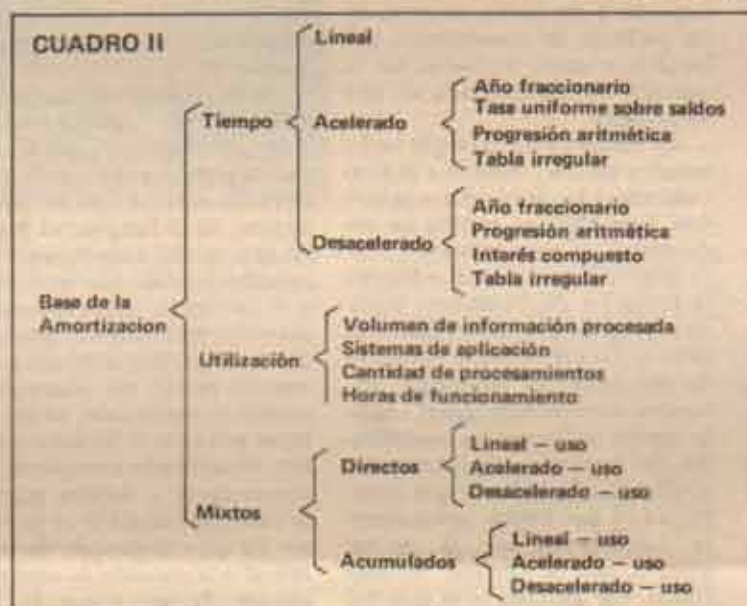 CUADRO II
Base de la
Amortizacion
Tiempo
Lineal
Acelerado
Año fraccionario
Tasa uniforme sobre saldos
Progresión aritmética
Tabla irregular
Desacelerado
Año fraccionario
Progresión aritmética
Interés compuesto
Tabla irregular
Utilización
Volumen de información procesada
Sistemas de aplicación
Cantidad de procesamientos
Horas de funcionamiento
Mixtos
Directos
Lineal — uso
Acelerado — uso
Desacelerado — uso
Acumulados
Lineal — uso
Acelerado — uso
Desacelerado — uso